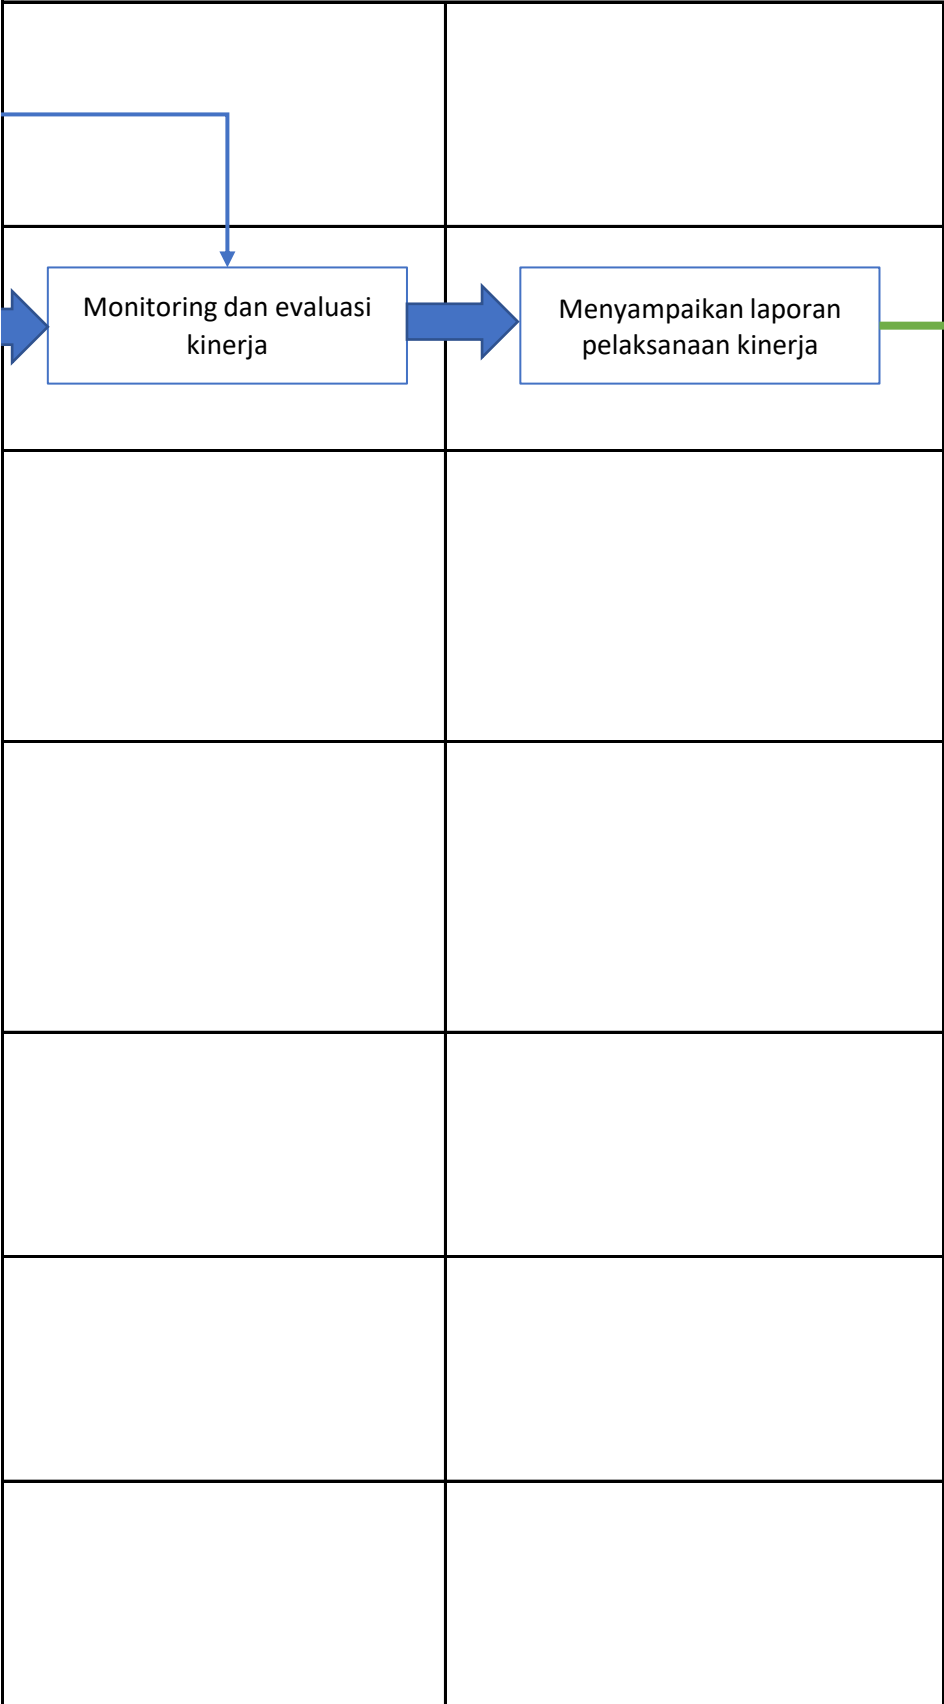 Monitoring dan evaluasi
kinerja
Menyampaikan laporan
pelaksanaan kinerja